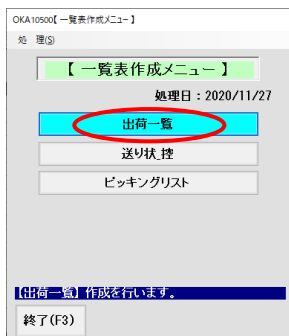 OKA10500【 一覧表作成メニュー 】
処　理(S)
【 一覧表作成メニュー 】
処理日：2020/11/27
出荷一覧
送り状_控
ピッキングリスト
【出荷一覧】作成を行います。
終了(F3)